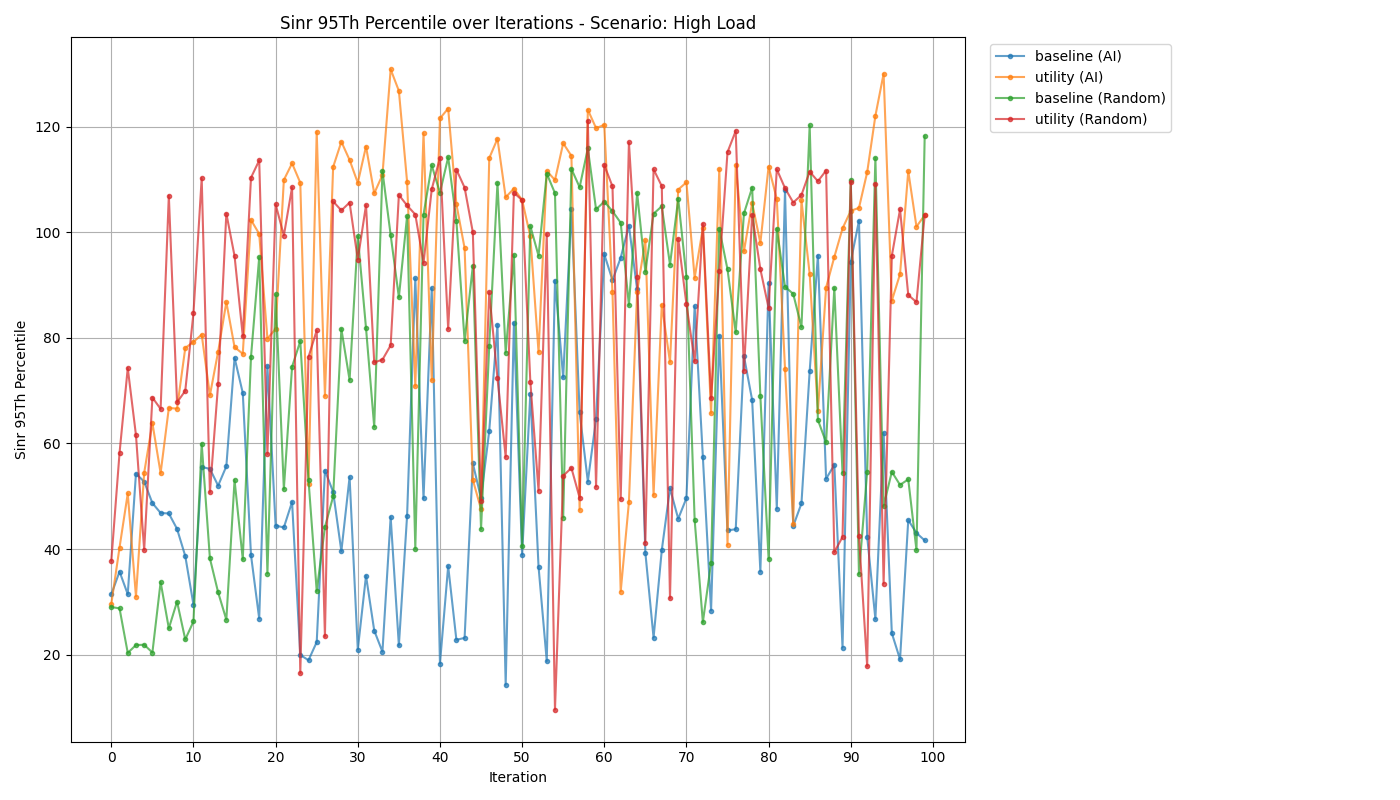 Sinr 95Th Percentile over Iterations - Scenario: High Load
baseline (AI)
utility (AI)
baseline (Random)
utility (Random)
Sinr 95Th Percentile
120
100
80
60
40
20
0 10 20 30 40 50 60 70 80 90 100
Iteration